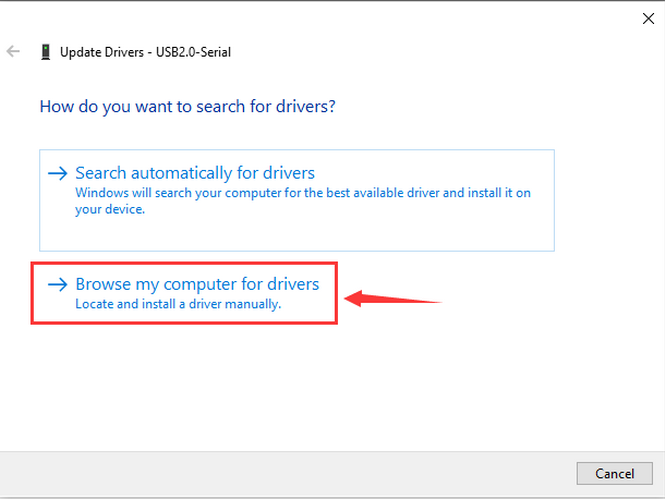 Update Drivers - USB2.0-Serial
How do you want to search for drivers?
Search automatically for drivers
Windows will search your computer for the best available driver and install it on
your device.
Browse my computer for drivers
Locate and install a driver manually.
Cancel